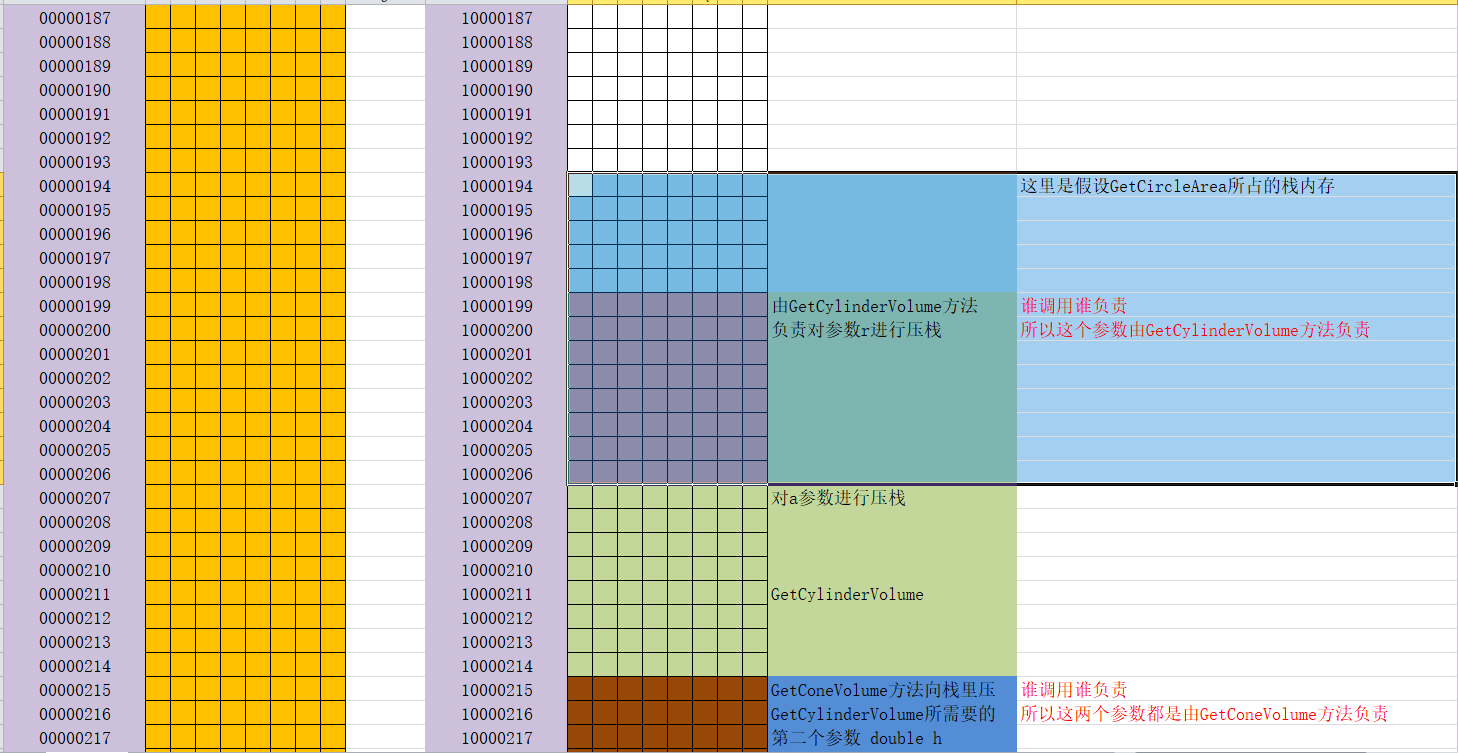 00000187 10000187
00000188 10000188
00000189 10000189
00000190 10000190
00000191 10000191
00000192 10000192
00000193 10000193
00000194 10000194 这里是假设GetCircleArea所占的栈内存
00000195 10000195
00000196 10000196
00000197 10000197
00000198 10000198
00000199 10000199 由GetCylinderVolume方法 谁调用谁负责
00000200 10000200 负责对参数r进行压栈 所以这个参数由GetCylinderVolume方法负责
00000201 10000201
00000202 10000202
00000203 10000203
00000204 10000204
00000205 10000205
00000206 10000206
00000207 10000207 对a参数进行压栈
00000208 10000208
00000209 10000209
00000210 10000210
00000211 10000211 GetCylinderVolume
00000212 10000212
00000213 10000213
00000214 10000214
00000215 10000215 GetConeVolume方法向栈里压 谁调用谁负责
00000216 10000216 GetCylinderVolume所需要的 所以这两个参数都是由GetConeVolume方法负责
00000217 10000217 第二个参数 double h